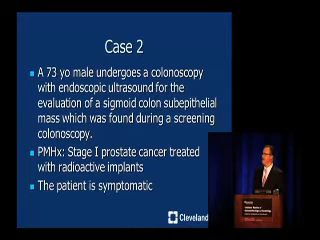 Case 2
A 73 yo male undergoes a colonoscopy
with endoscopic ultrasound for the
evaluation of a sigmoid colon subepithelial
mass which was found during a screening
colonoscopy.
PMHx: Stage I prostate cancer treated
with radioactive implants
The patient is symptomatic
Cleveland